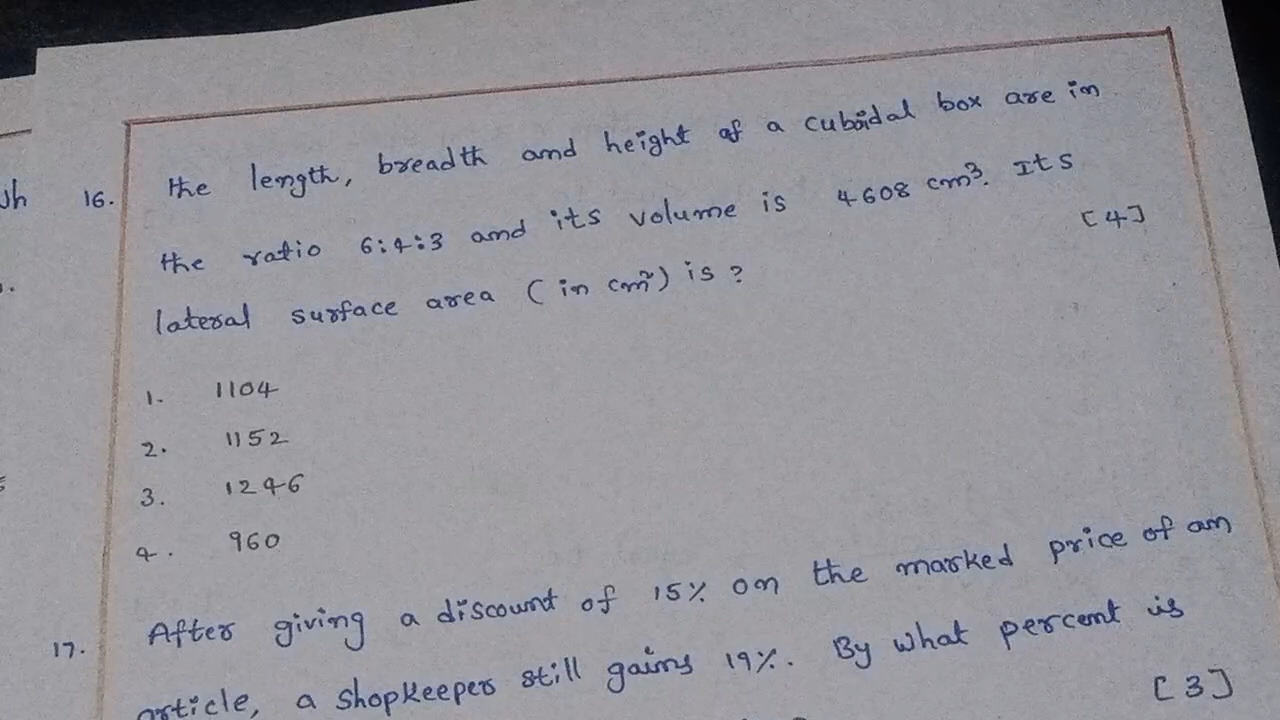 16. the length, breadth and height of a cuboidal box are in
the ratio 6:4:3 and its volume is 4608 cm³. Its
[4]
lateral surface area (in cm²) is?
1. 1104
2. 1152
3. 1246
4. 960
17. After giving a discount of 15% on the marked price of an
article, a shopkeeper still gains 19%. By what percent is
[3]